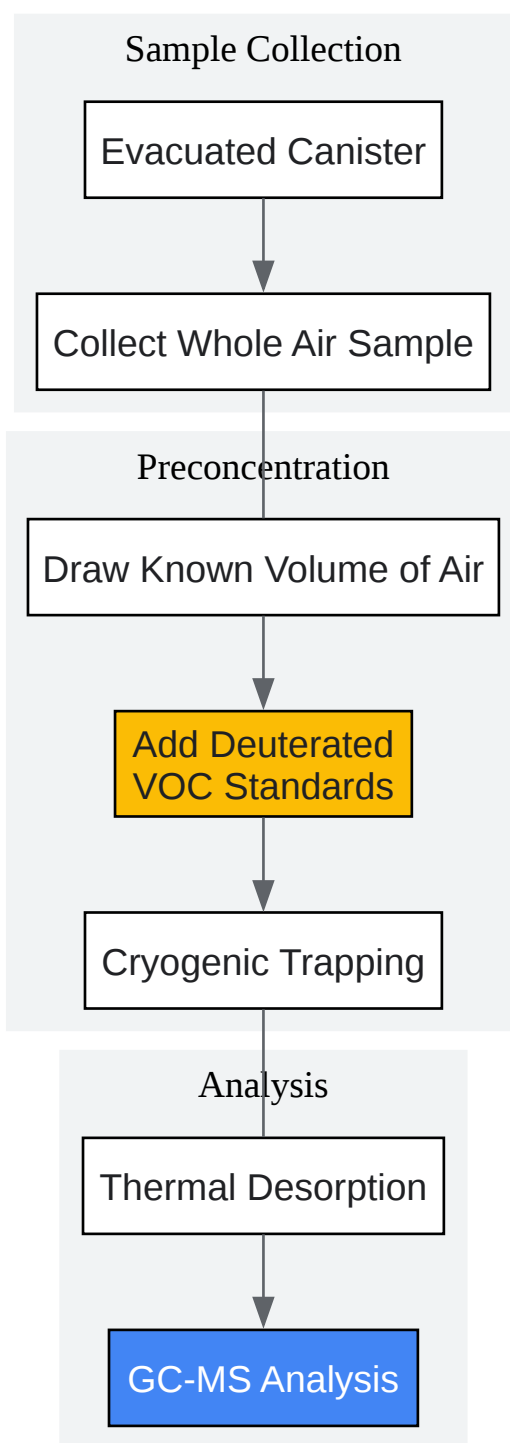 Sample Collection
Evacuated Canister
Collect Whole Air Sample
Preconcentration
Draw Known Volume of Air
Add Deuterated
VOC Standards
Cryogenic Trapping
Analysis
Thermal Desorption
GC-MS Analysis